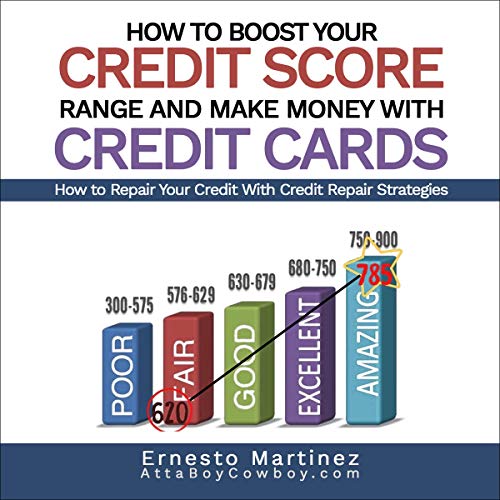 HOW TO BOOST YOUR
CREDIT SCORE
RANGE AND MAKE MONEY WITH
CREDIT CARDS
How to Repair Your Credit With Credit Repair Strategies
300-575
576-629
630-679
680-750
750-900
785
POOR
FAIR
GOOD
EXCELLENT
AMAZING
620
Ernesto Martinez
AttaBoyCowboy.com